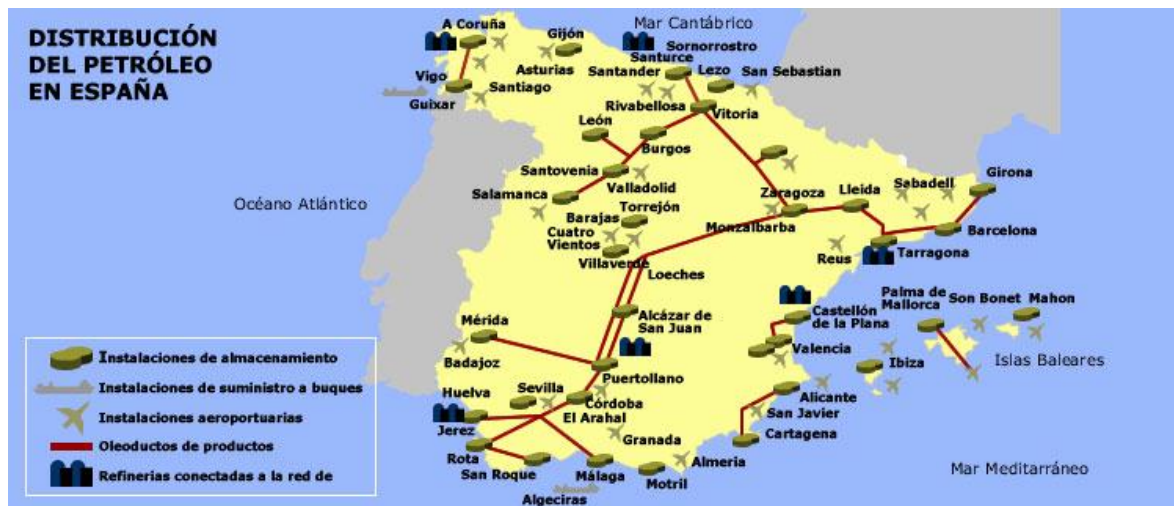 DISTRIBUCIÓN
DEL PETRÓLEO
EN ESPAÑA
Mar Cantábrico
A Coruña
Gijón
Asturias
Vigo
Guixar
Santiago
Sornorrostro
Santurce
Santander
Lezo
San Sebastian
Rivabellosa
Vitoria
León
Burgos
Santovenia
Valladolid
Salamanca
Torrejón
Barajas
Cuatro
Vientos
Villaverde
Loeches
Zaragoza
Monzalbarba
Lleida
Sabadell
Girona
Barcelona
Tarragona
Reus
Océano Atlántico
Alcázar de
San Juan
Castellón
de la Plana
Valencia
Palma de
Mallorca
Son Bonet
Mahon
Ibiza
Islas Baleares
Mérida
Badajoz
Puertollano
Huelva
Sevilla
Córdoba
El Arahal
Jerez
Rota
San Roque
Algeciras
Málaga
Granada
Motril
Almeria
Alicante
San Javier
Cartagena
Mar Meditarráneo
Instalaciones de almacenamiento
Instalaciones de suministro a buques
Instalaciones aeroportuarias
Oleoductos de productos
Refinerias conectadas a la red de